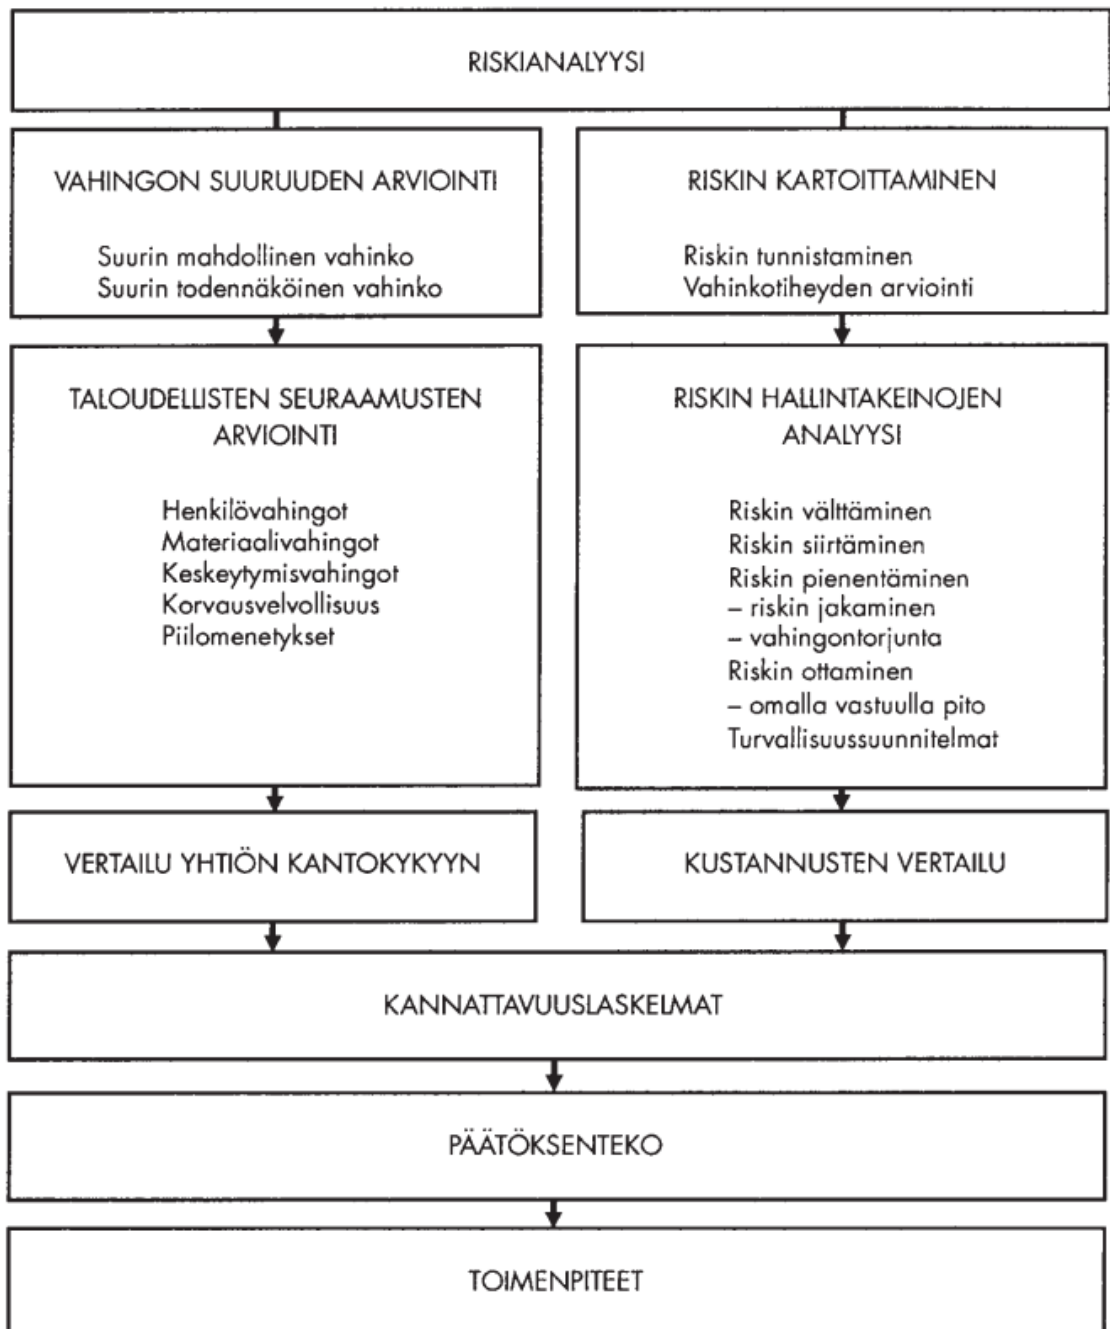 RISKIANALYYSI
VAHINGON SUURUUDEN ARVIOINTI
Suurin mahdollinen vahinko
Suurin todennäköinen vahinko
RISKIN KARTOITTAMINEN
Riskin tunnistaminen
Vahinkotiheyden arviointi
TALOUDELLISTEN SEURAAMUSTEN
ARVIOINTI
Henkilövahingot
Materiaalivahingot
Keskeytymisvahingot
Korvausvelvollisuus
Piilomenetykset
RISKIN HALLINTAKEINOJEN
ANALYYSI
Riskin välttäminen
Riskin siirtäminen
Riskin pienentäminen
– riskin jakaminen
– vahingontorjunta
Riskin ottaminen
– omalla vastuulla pito
Turvallisuussuunnitelmat
VERTAILU YHTIÖN KANTOKYKYYN
KUSTANNUSTEN VERTAILU
KANNATTAVUUSLASKELMAT
PÄÄTÖKSENTEKO
TOIMENPITEET